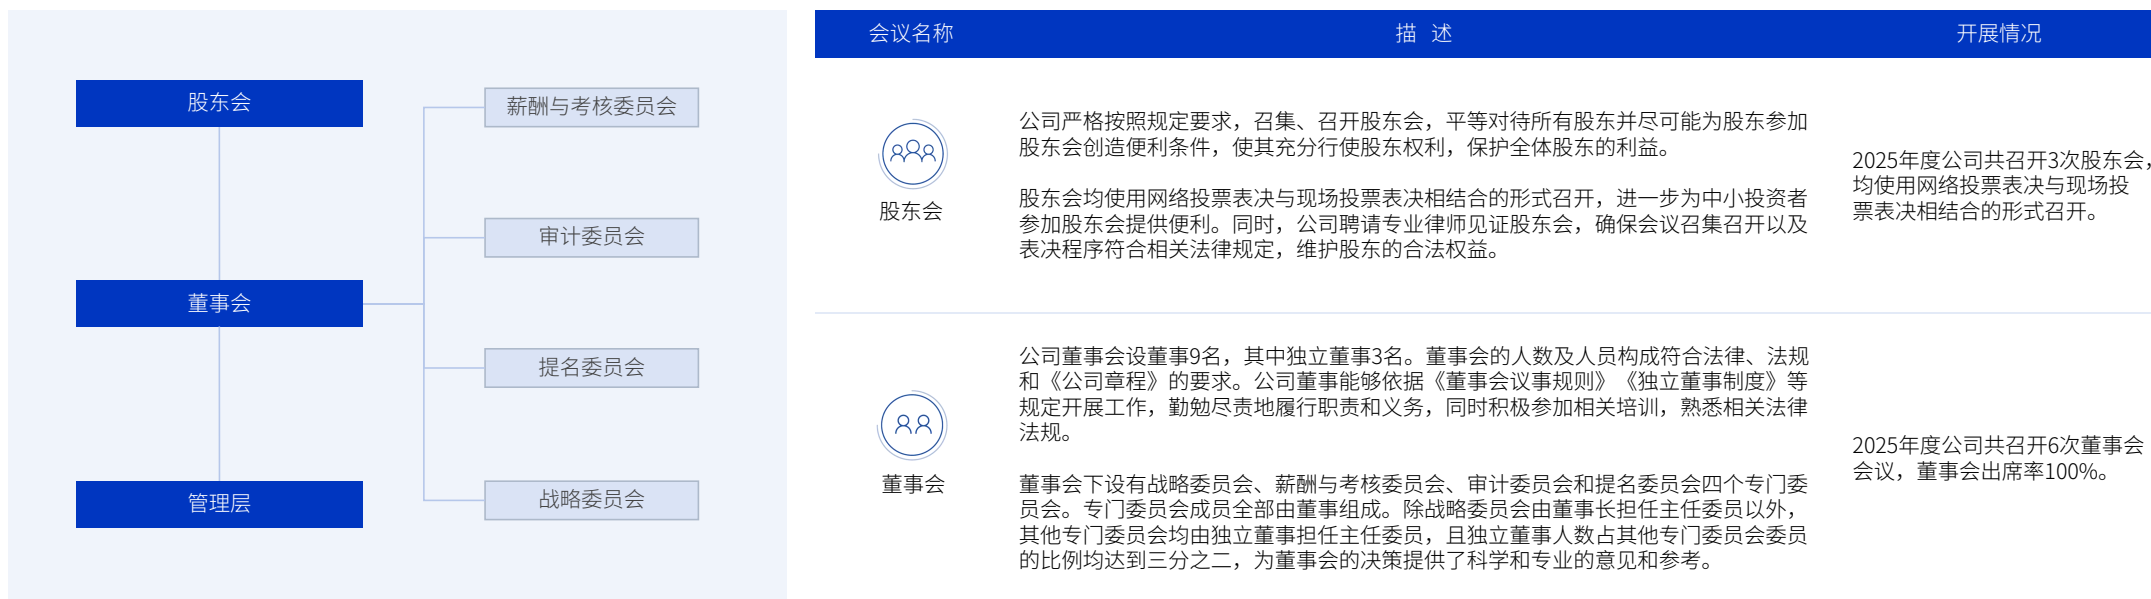 股东会
董事会
管理层
薪酬与考核委员会
审计委员会
提名委员会
战略委员会
会议名称
描 述
开展情况
股东会
公司严格按照规定要求，召集、召开股东会，平等对待所有股东并尽可能为股东参加
股东会创造便利条件，使其充分行使股东权利，保护全体股东的利益。
股东会均使用网络投票表决与现场投票表决相结合的形式召开，进一步为中小投资者
参加股东会提供便利。同时，公司聘请专业律师见证股东会，确保会议召集召开以及
表决程序符合相关法律规定，维护股东的合法权益。
2025年度公司共召开3次股东会，
均使用网络投票表决与现场投
票表决相结合的形式召开。
董事会
公司董事会设董事9名，其中独立董事3名。董事会的人数及人员构成符合法律、法规
和《公司章程》的要求。公司董事能够依据《董事会议事规则》《独立董事制度》等
规定开展工作，勤勉尽责地履行职责和义务，同时积极参加相关培训，熟悉相关法律
法规。
董事会下设有战略委员会、薪酬与考核委员会、审计委员会和提名委员会四个专门委
员会。专门委员会成员全部由董事组成。除战略委员会由董事长担任主任委员以外，
其他专门委员会均由独立董事担任主任委员，且独立董事人数占其他专门委员会委员
的比例均达到三分之二，为董事会的决策提供了科学和专业的意见和参考。
2025年度公司共召开6次董事会
会议，董事会出席率100%。